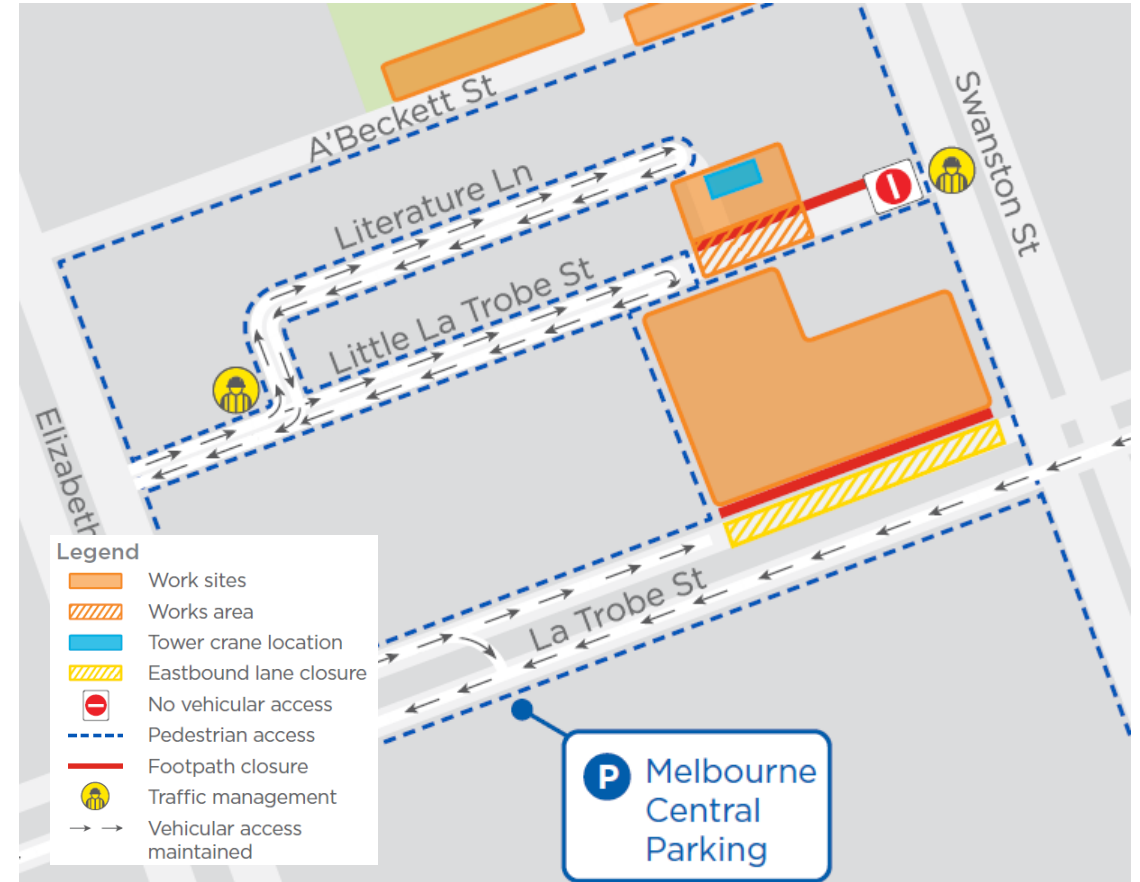 A'Beckett St
Swanston St
Literature Ln
Little La Trobe St
Elizabeth
La Trobe St
Legend
Work sites
Works area
Tower crane location
Eastbound lane closure
No vehicular access
Pedestrian access
Footpath closure
Traffic management
Vehicular access
maintained
P
Melbourne
Central
Parking